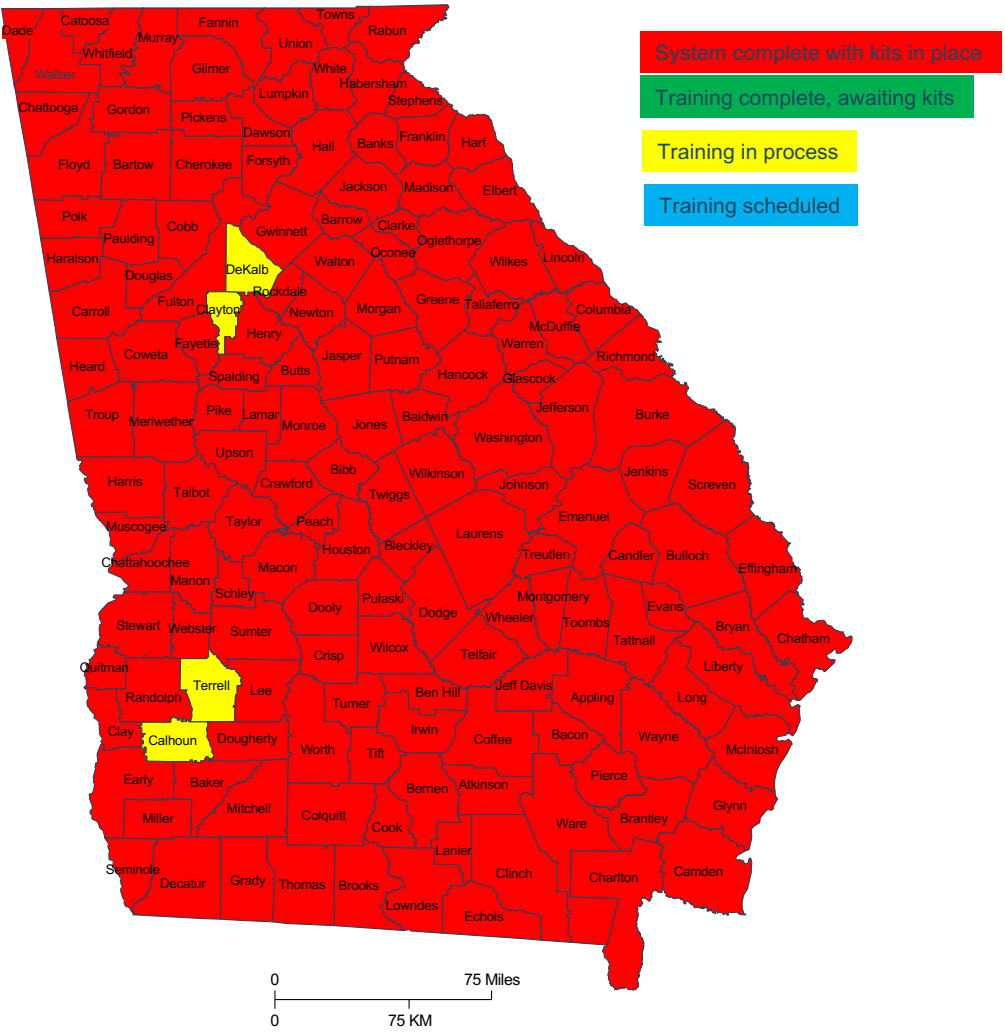 Towns
Catoosa
Fannin
Dade
Rabun
Murray
Union
Whitfield
White
Gilmer
Walker
Habersham
Lumpkin
Stephens
Chattooga
Gordon
Pickens
Dawson
Franklin
Banks
Hart
Hall
Forsyth
Floyd
Bartow
Cherokee
Jackson
Madison
Elbert
Polk
Barrow
Cobb
Clarke
Gwinnett
Paulding
Oglethorpe
Oconee
Haralson
Walton
Wilkes
Lincoln
DeKalb
Douglas
Rockdale
Fulton
Greene
Taliaferro
Clayton
Morgan
Columbia
Carroll
Newton
McDuffie
Henry
Fayette
Warren
Coweta
Jasper
Putnam
Richmond
Heard
Butts
Hancock
Spalding
Glascock
Jefferson
Pike
Lamar
Troup
Burke
Baldwin
Meriwether
Monroe
Jones
Washington
Upson
Bibb
Wilkinson
Jenkins
Harris
Crawford
Johnson
Screven
Talbot
Twiggs
Emanuel
Taylor
Peach
Muscogee
Laurens
Houston
Bleckley
Treutlen
Candler
Bulloch
Chattahoochee
Macon
Effingham
Marion
Schley
Pulaski
Montgomery
Dooly
Evans
Dodge
Wheeler
Toombs
Stewart
Webster
Sumter
Bryan
Tattnall
Chatham
Wilcox
Crisp
Telfair
Quitman
Liberty
Terrell
Jeff Davis
Lee
Ben Hill
Randolph
Appling
Long
Turner
Clay
Irwin
Calhoun
Dougherty
Coffee
Bacon
Wayne
Worth
Tift
McIntosh
Early
Baker
Pierce
Berrien
Atkinson
Glynn
Mitchell
Miller
Coiquitt
Brantley
Cook
Ware
Lanier
Seminole
Clinch
Charlton
Camden
Decatur
Grady
Thomas
Brooks
Lowndes
Echols
System complete with kits in place
Training complete, awaiting kits
Training in process
Training scheduled
0 75 Miles
0 75 KM